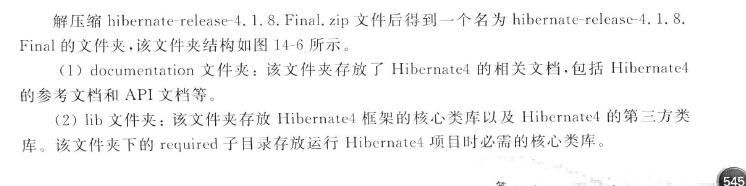 解压缩 hibernate-release-4.1.8.Final.zip 文件后得到一个名为 hibernate-release-4.1.8.
Final 的文件夹,该文件夹结构如图 14-6 所示。
(1) documentation 文件夹：该文件夹存放了 Hibernate4 的相关文档,包括 Hibernate4
的参考文档和 API 文档等。
(2) lib 文件夹：该文件夹存放 Hibernate4 框架的核心类库以及 Hibernate4 的第三方类
库。该文件夹下的 required 子目录存放运行 Hibernate4 项目时必需的核心类库。
545